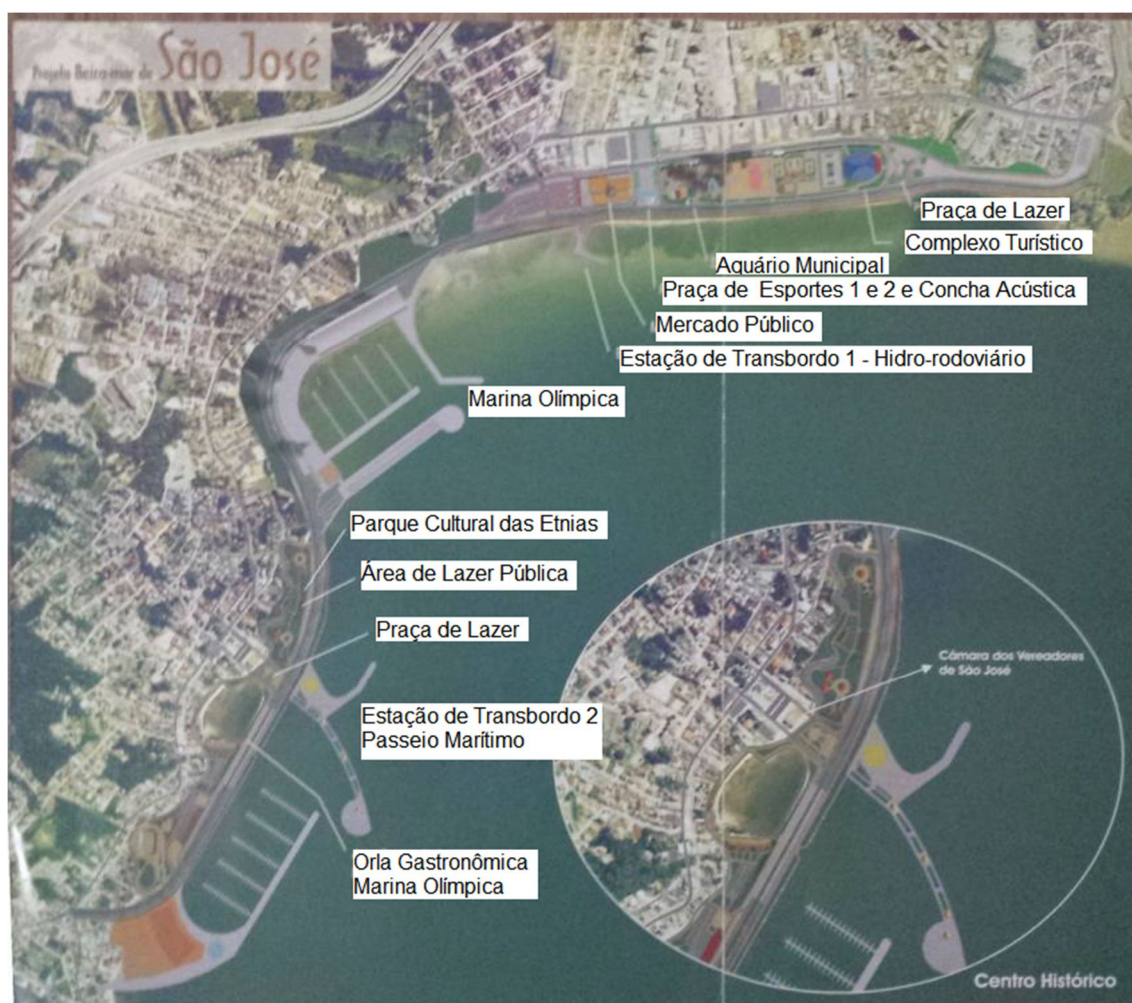 Projeto Beira-mar de São José
Praça de Lazer
Complexo Turístico
Aquário Municipal
Praça de  Esportes 1 e 2 e Concha Acústica
Mercado Público
Estação de Transbordo 1 - Hidro-rodoviário
Marina Olímpica
Parque Cultural das Etnias
Área de Lazer Pública
Praça de Lazer
Estação de Transbordo 2
Passeio Marítimo
Orla Gastronômica
Marina Olímpica
Câmara dos Vereadores
de São José
Centro Histórico